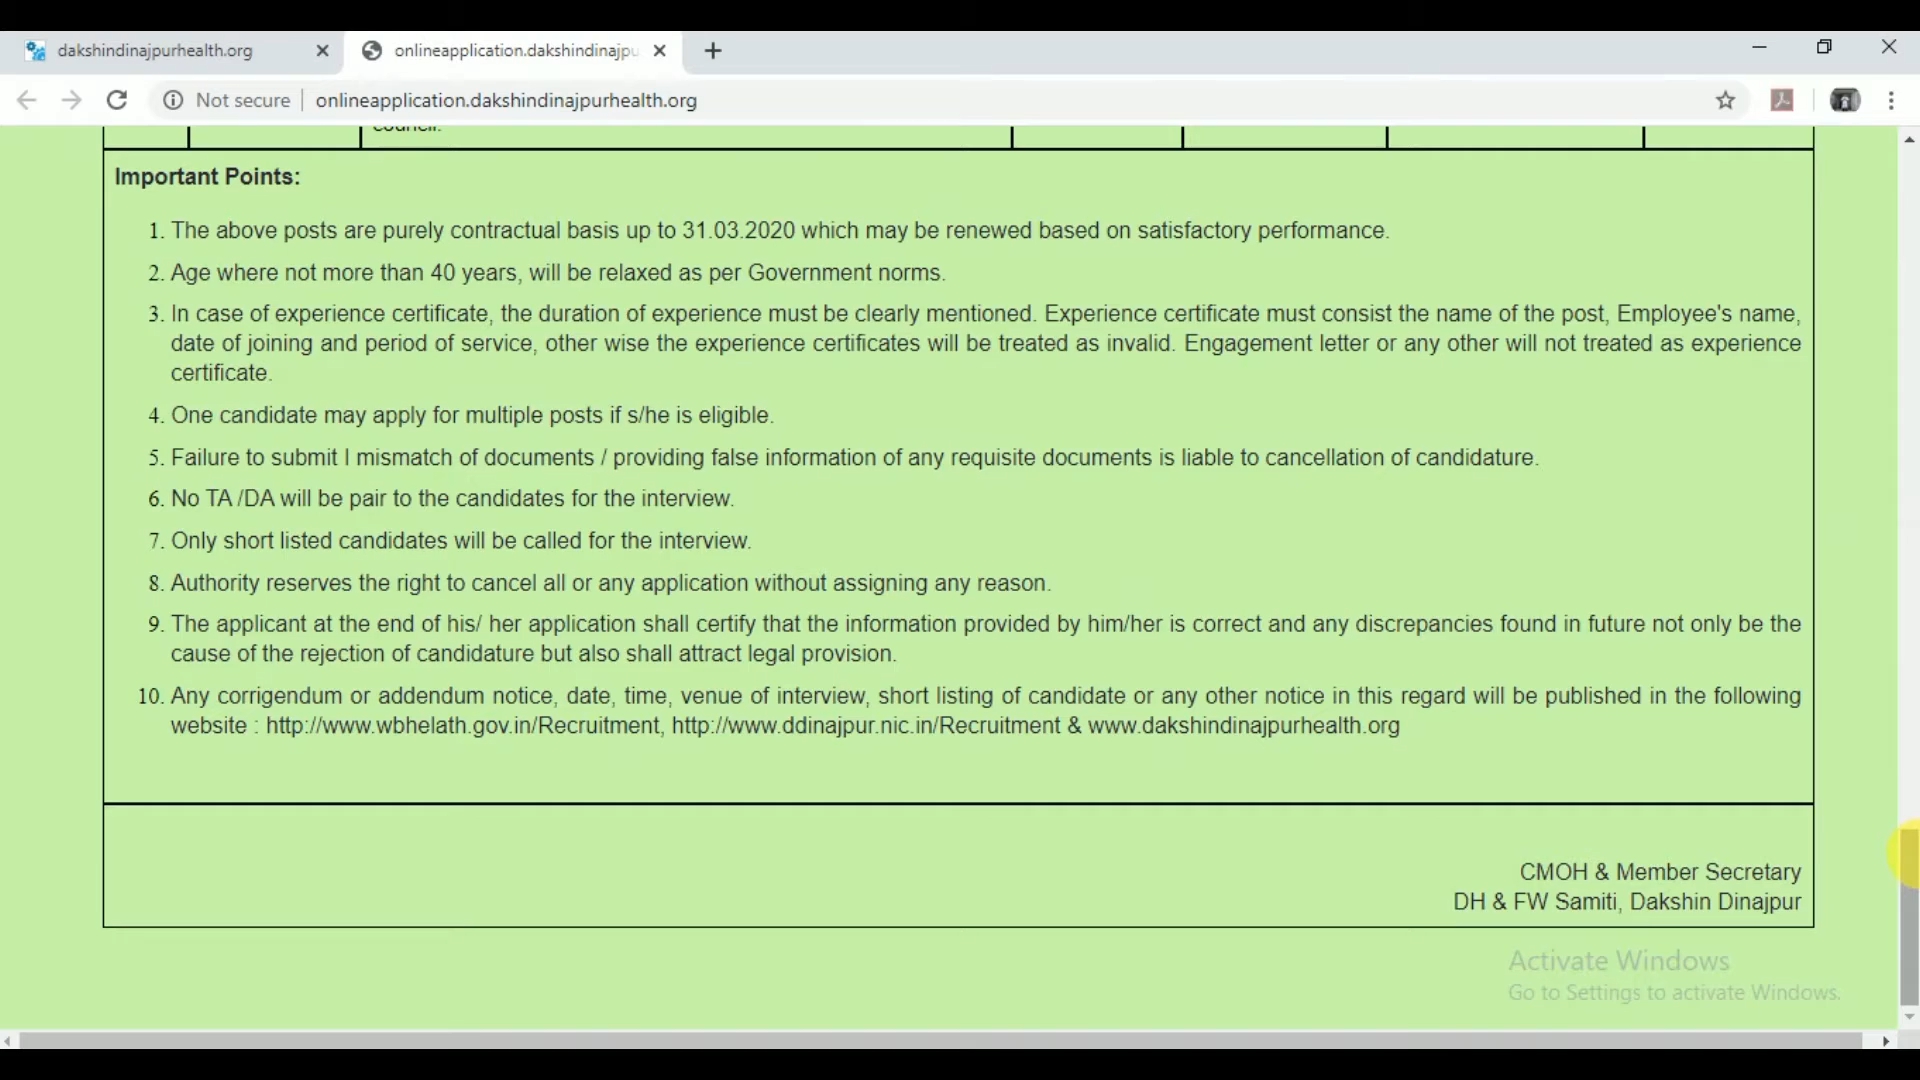 dakshindinajpurhealth.org
onlineapplication.dakshindinajpu
Not secure
onlineapplication.dakshindinajpurhealth.org
council.
Important Points:
1. The above posts are purely contractual basis up to 31.03.2020 which may be renewed based on satisfactory performance.
2. Age where not more than 40 years, will be relaxed as per Government norms.
3. In case of experience certificate, the duration of experience must be clearly mentioned. Experience certificate must consist the name of the post, Employee's name,
date of joining and period of service, other wise the experience certificates will be treated as invalid. Engagement letter or any other will not treated as experience
certificate.
4. One candidate may apply for multiple posts if s/he is eligible.
5. Failure to submit I mismatch of documents / providing false information of any requisite documents is liable to cancellation of candidature.
6. No TA /DA will be pair to the candidates for the interview.
7. Only short listed candidates will be called for the interview.
8. Authority reserves the right to cancel all or any application without assigning any reason.
9. The applicant at the end of his/ her application shall certify that the information provided by him/her is correct and any discrepancies found in future not only be the
cause of the rejection of candidature but also shall attract legal provision.
10. Any corrigendum or addendum notice, date, time, venue of interview, short listing of candidate or any other notice in this regard will be published in the following
website : http://www.wbhelath.gov.in/Recruitment, http://www.ddinajpur.nic.in/Recruitment & www.dakshindinajpurhealth.org
CMOH & Member Secretary
DH & FW Samiti, Dakshin Dinajpur
Activate Windows
Go to Settings to activate Windows.